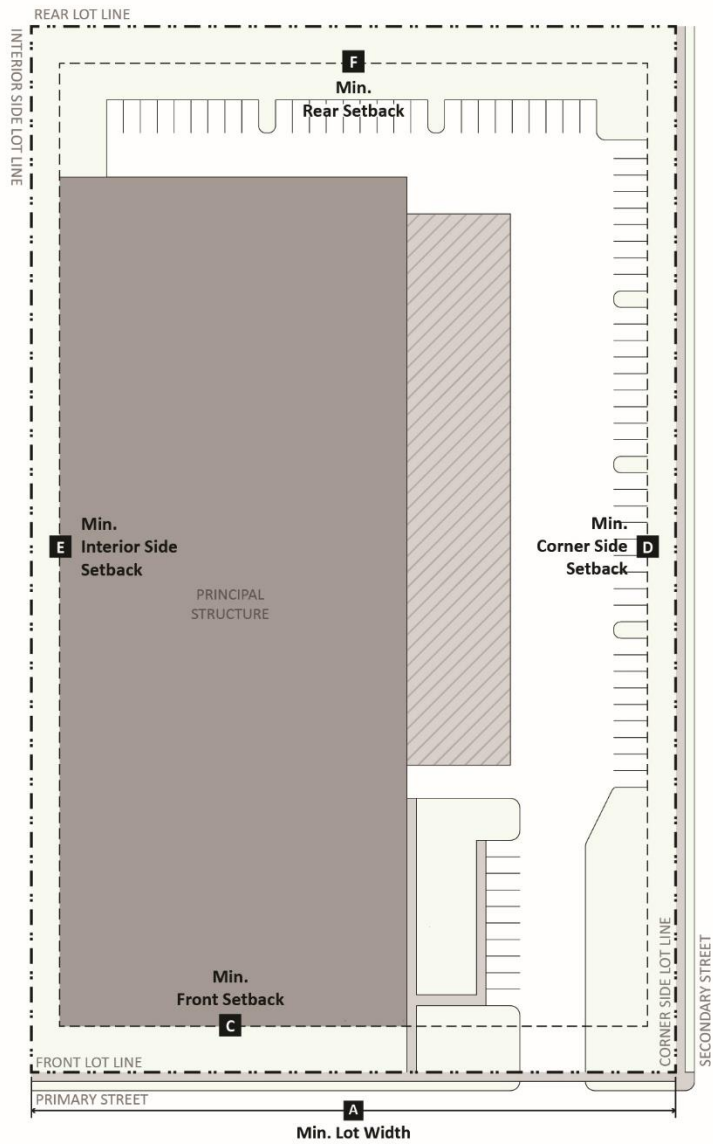 REAR LOT LINE
INTERIOR SIDE LOT LINE
F
Min.
Rear Setback
Min.
E Interior Side
Setback
Min.
Corner Side D
Setback
PRINCIPAL
STRUCTURE
Min.
Front Setback
C
CORNER SIDE LOT LINE
SECONDARY STREET
FRONT LOT LINE
PRIMARY STREET
A
Min. Lot Width